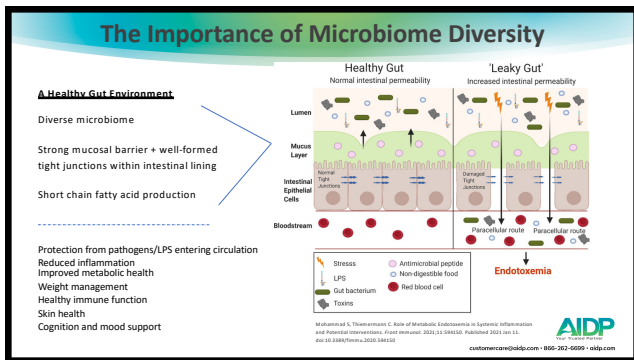 The Importance of Microbiome Diversity
A Healthy Gut Environment
Diverse microbiome
Strong mucosal barrier + well-formed
tight junctions within intestinal lining
Short chain fatty acid production
Protection from pathogens/LPS entering circulation
Reduced inflammation
Improved metabolic health
Weight management
Healthy immune function
Skin health
Cognition and mood support
Healthy Gut
Normal intestinal permeability
'Leaky Gut'
Increased intestinal permeability
Lumen
Mucus
Layer
Intestinal
Epithelial
Cells
Normal
Tight
Junctions
Damaged
Tight
Junctions
Bloodstream
Paracellular route
Paracellular route
Stresss
LPS
Gut bacterium
Toxins
Antimicrobial peptide
Non-digestible food
Red blood cell
Endotoxemia
Mohammad S, Thiemermann C. Role of Metabolic Endotoxemia in Systemic Inflammation
and Potential Interventions. Front Immunol. 2021;11:594150. Published 2021 Jan 11.
doi:10.3389/fimmu.2020.594150
AIDP
Your Trusted Partner
customercare@aidp.com • 866-262-6699 • aidp.com